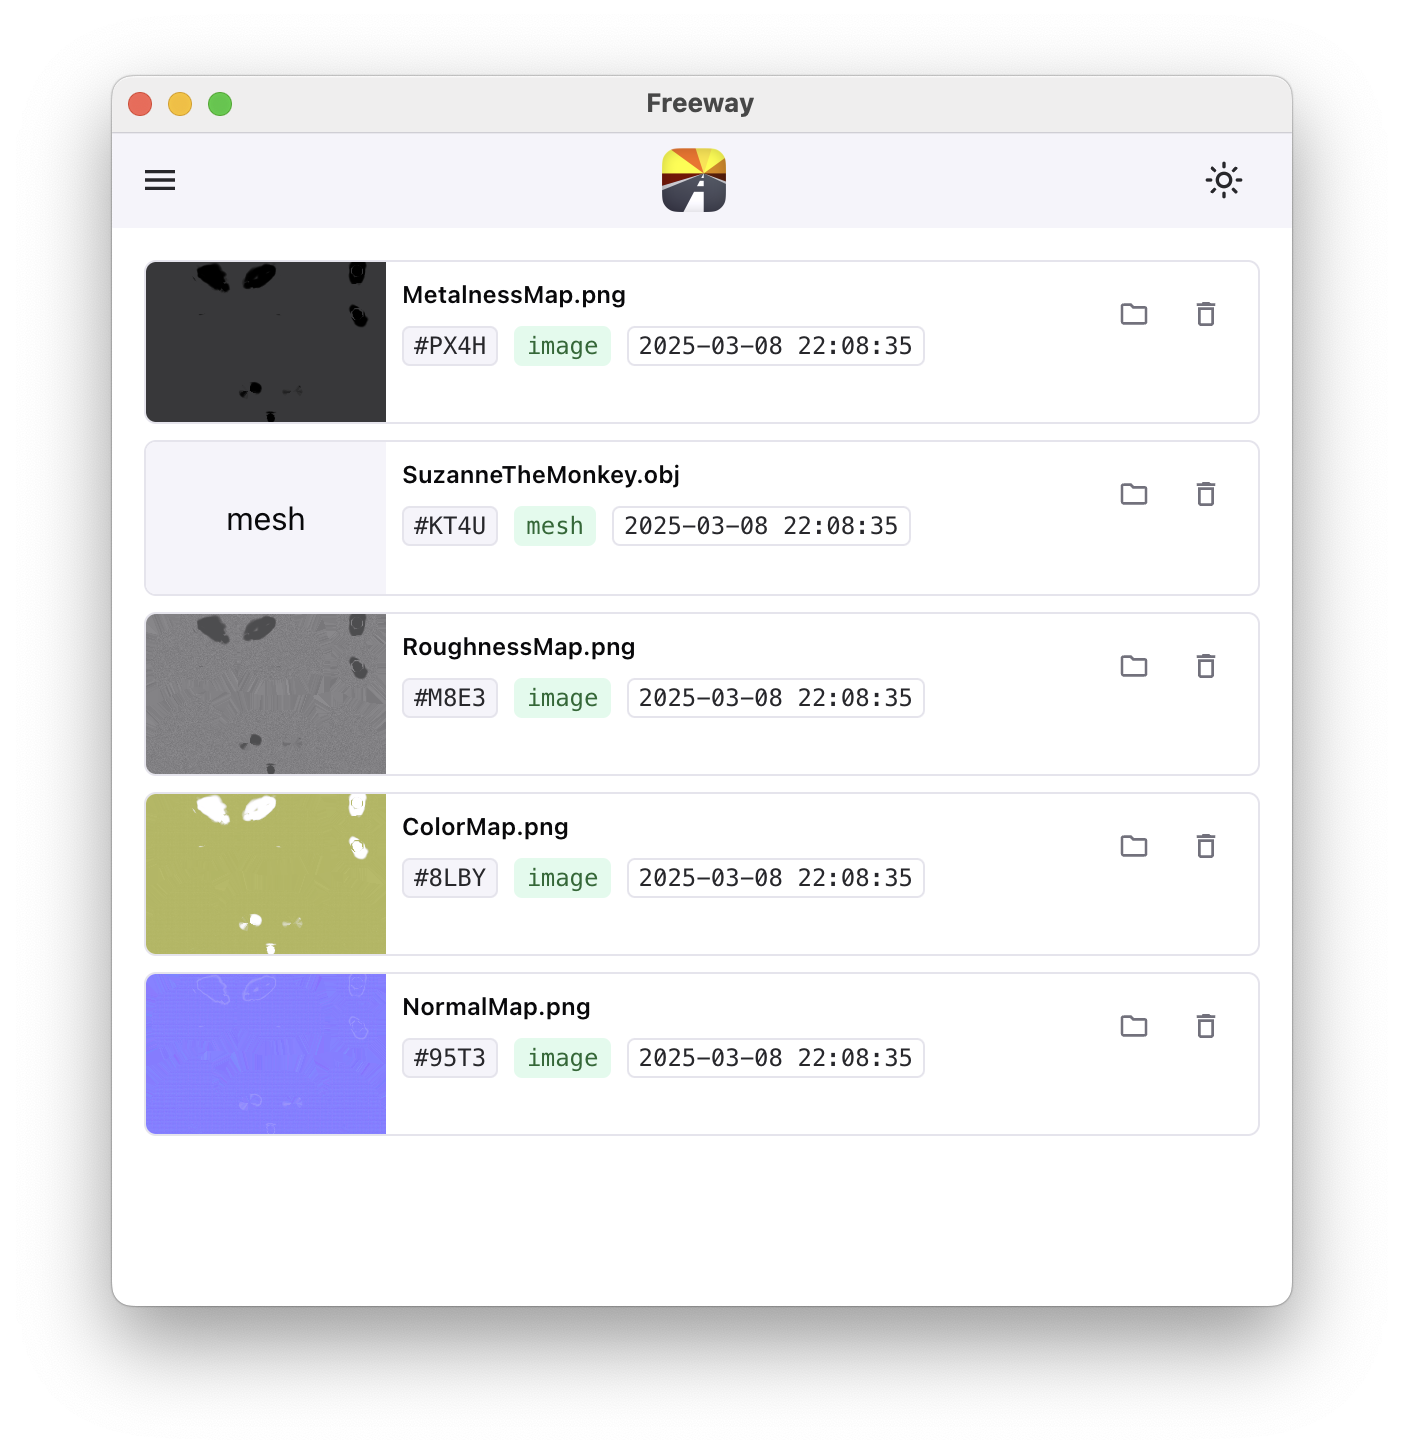 Freeway
MetalnessMap.png
#PX4H image 2025-03-08 22:08:35
mesh
SuzanneTheMonkey.obj
#KT4U mesh 2025-03-08 22:08:35
RoughnessMap.png
#M8E3 image 2025-03-08 22:08:35
ColorMap.png
#8LBY image 2025-03-08 22:08:35
NormalMap.png
#95T3 image 2025-03-08 22:08:35